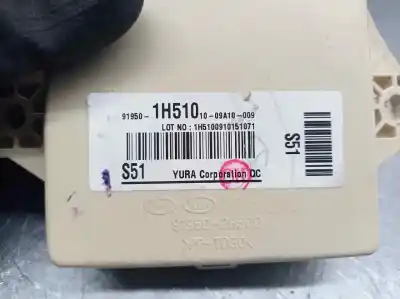 91950- 1H510 10-09A10-009
LOT NO : 1H5100910151071
S51
S51 YURA Corporation DC